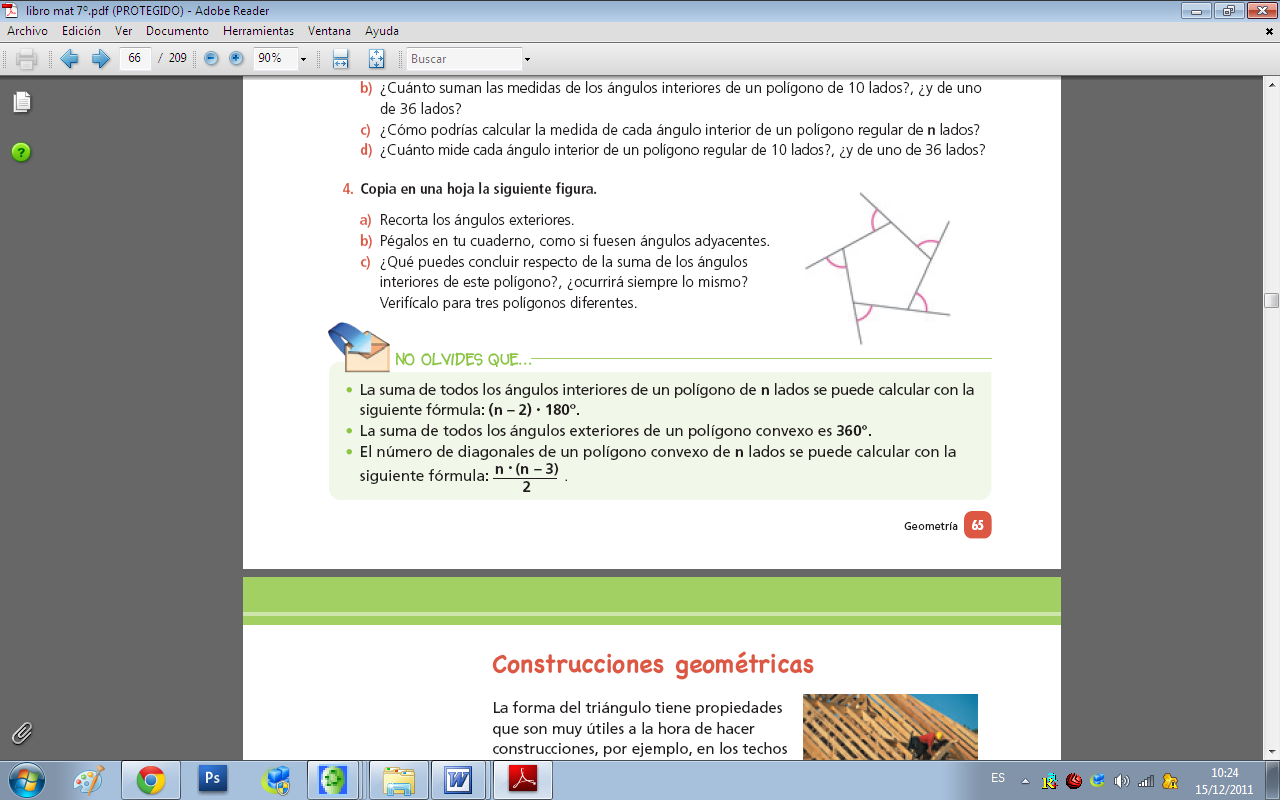 libro mat 7º.pdf (PROTEGIDO) - Adobe Reader
Archivo Edición Ver Documento Herramientas Ventana Ayuda
66 / 209 90% Buscar
b) ¿Cuánto suman las medidas de los ángulos interiores de un polígono de 10 lados?, ¿y de uno
de 36 lados?
c) ¿Cómo podrías calcular la medida de cada ángulo interior de un polígono regular de n lados?
d) ¿Cuánto mide cada ángulo interior de un polígono regular de 10 lados?, ¿y de uno de 36 lados?
4. Copia en una hoja la siguiente figura.
a) Recorta los ángulos exteriores.
b) Pégalos en tu cuaderno, como si fuesen ángulos adyacentes.
c) ¿Qué puedes concluir respecto de la suma de los ángulos
interiores de este polígono?, ¿ocurrirá siempre lo mismo?
Verifícalo para tres polígonos diferentes.
NO OLVIDES QUE...
• La suma de todos los ángulos interiores de un polígono de n lados se puede calcular con la
siguiente fórmula: (n – 2) • 180º.
• La suma de todos los ángulos exteriores de un polígono convexo es 360º.
• El número de diagonales de un polígono convexo de n lados se puede calcular con la
siguiente fórmula: n • (n – 3)
2 .
Geometría 65
Construcciones geométricas
La forma del triángulo tiene propiedades
que son muy útiles a la hora de hacer
construcciones, por ejemplo, en los techos
Ps
W
ES
10:24
15/12/2011